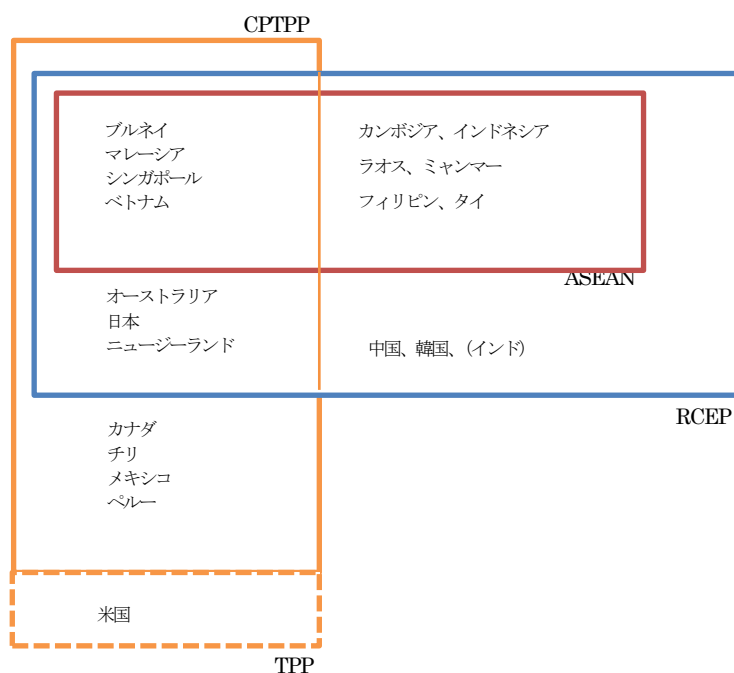 CPTPP
ブルネイ
マレーシア
シンガポール
ベトナム
カンボジア、インドネシア
ラオス、ミャンマー
フィリピン、タイ
ASEAN
オーストラリア
日本
ニュージーランド
中国、韓国、(インド)
RCEP
カナダ
チリ
メキシコ
ペルー
米国
TPP